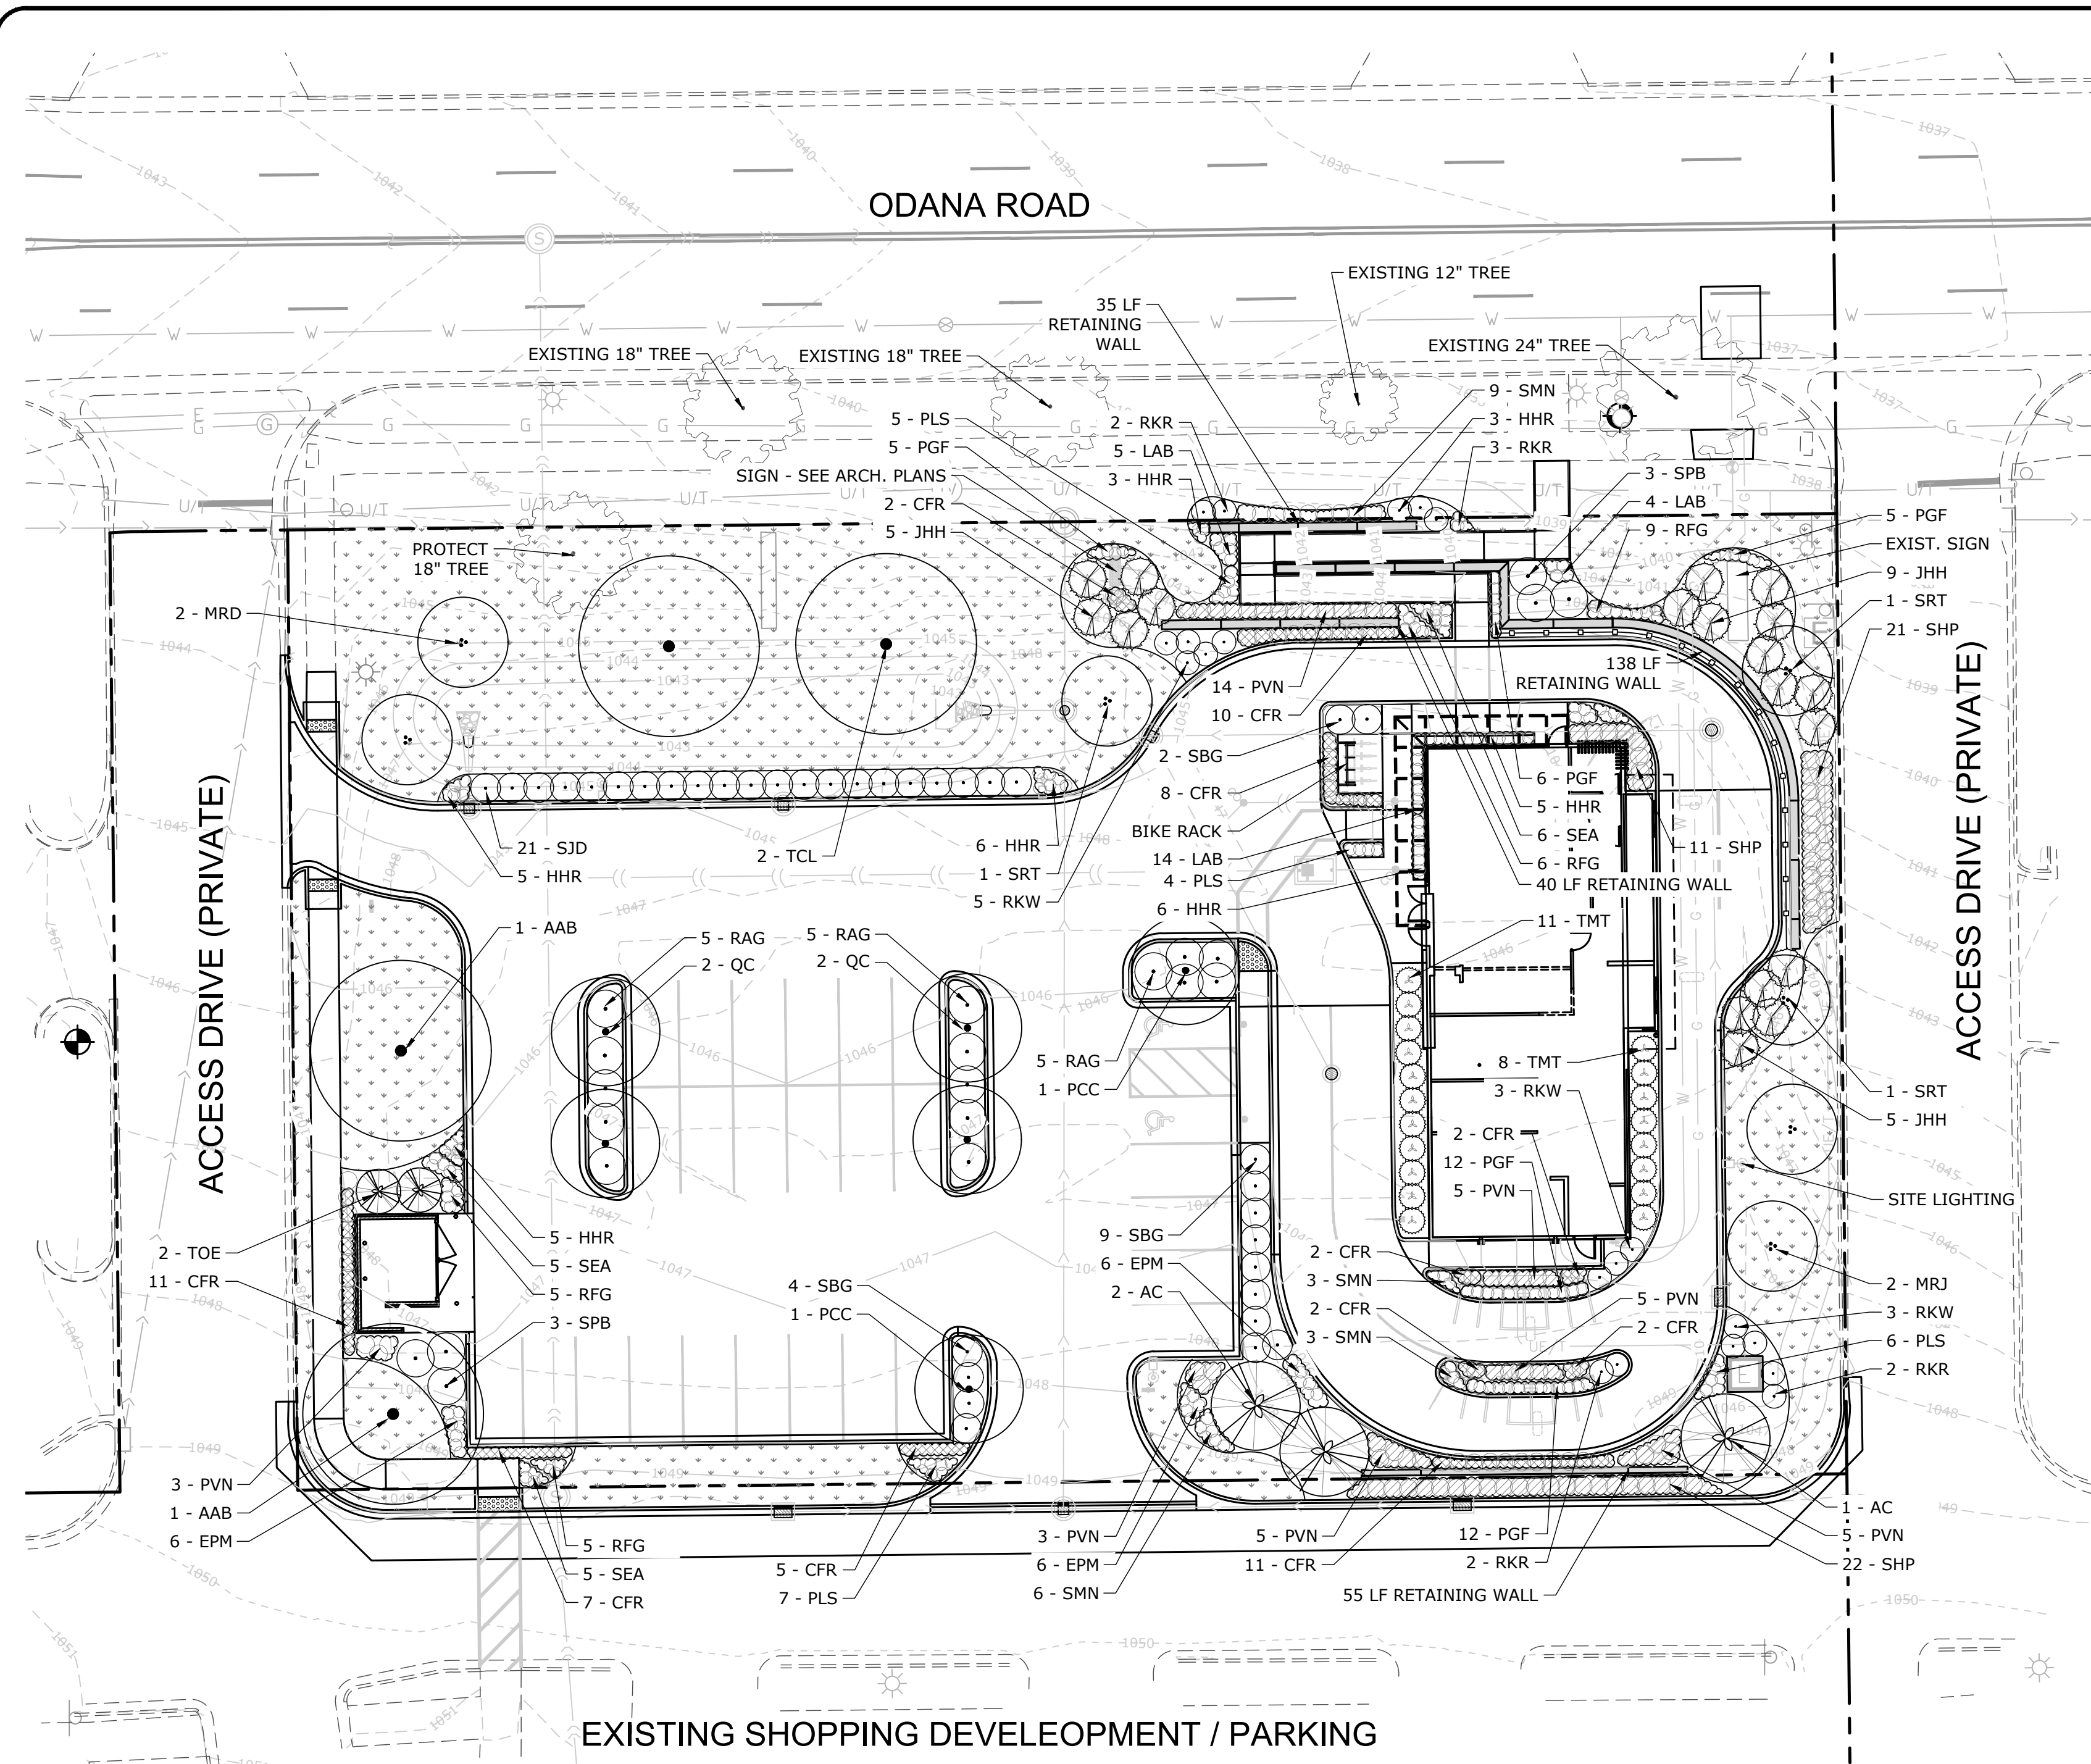 ODANA ROAD
EXISTING 12" TREE
35 LF
RETAINING
WALL
EXISTING 18" TREE
EXISTING 18" TREE
EXISTING 24" TREE
9 - SMN
3 - HHR
3 - RKR
5 - PLS
5 - PGF
SIGN - SEE ARCH. PLANS
2 - CFR
5 - JHH
2 - RKR
5 - LAB
3 - HHR
3 - SPB
4 - LAB
9 - RFG
5 - PGF
EXIST. SIGN
9 - JHH
1 - SRT
21 - SHP
PROTECT
18" TREE
2 - MRD
138 LF
RETAINING WALL
14 - PVN
10 - CFR
2 - SBG
8 - CFR
BIKE RACK
14 - LAB
4 - PLS
6 - HHR
6 - PGF
5 - HHR
6 - SEA
6 - RFG
40 LF RETAINING WALL
11 - SHP
11 - TMT
21 - SJD
5 - HHR
2 - TCL
6 - HHR
1 - SRT
5 - RKW
ACCESS DRIVE (PRIVATE)
ACCESS DRIVE (PRIVATE)
1 - AAB
5 - RAG
2 - QC
5 - RAG
2 - QC
5 - RAG
1 - PCC
8 - TMT
3 - RKW
2 - CFR
12 - PGF
5 - PVN
1 - SRT
5 - JHH
SITE LIGHTING
2 - TOE
11 - CFR
5 - HHR
5 - SEA
5 - RFG
3 - SPB
4 - SBG
1 - PCC
9 - SBG
6 - EPM
2 - AC
2 - CFR
3 - SMN
2 - CFR
3 - SMN
5 - PVN
2 - CFR
2 - MRJ
3 - RKW
6 - PLS
2 - RKR
3 - PVN
1 - AAB
6 - EPM
5 - RFG
5 - SEA
7 - CFR
5 - CFR
7 - PLS
3 - PVN
6 - EPM
6 - SMN
5 - PVN
11 - CFR
12 - PGF
2 - RKR
55 LF RETAINING WALL
1 - AC
5 - PVN
22 - SHP
EXISTING SHOPPING DEVELEOPMENT / PARKING